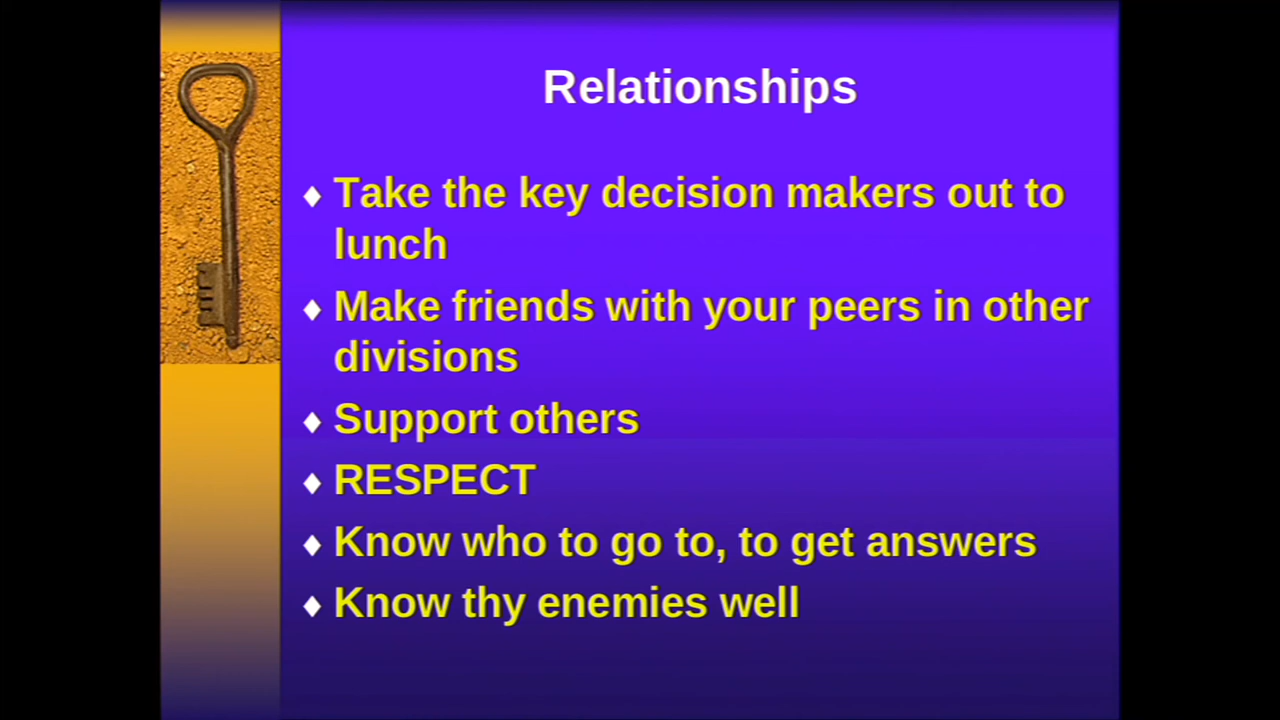 Relationships
Take the key decision makers out to
lunch
Make friends with your peers in other
divisions
Support others
RESPECT
Know who to go to, to get answers
Know thy enemies well